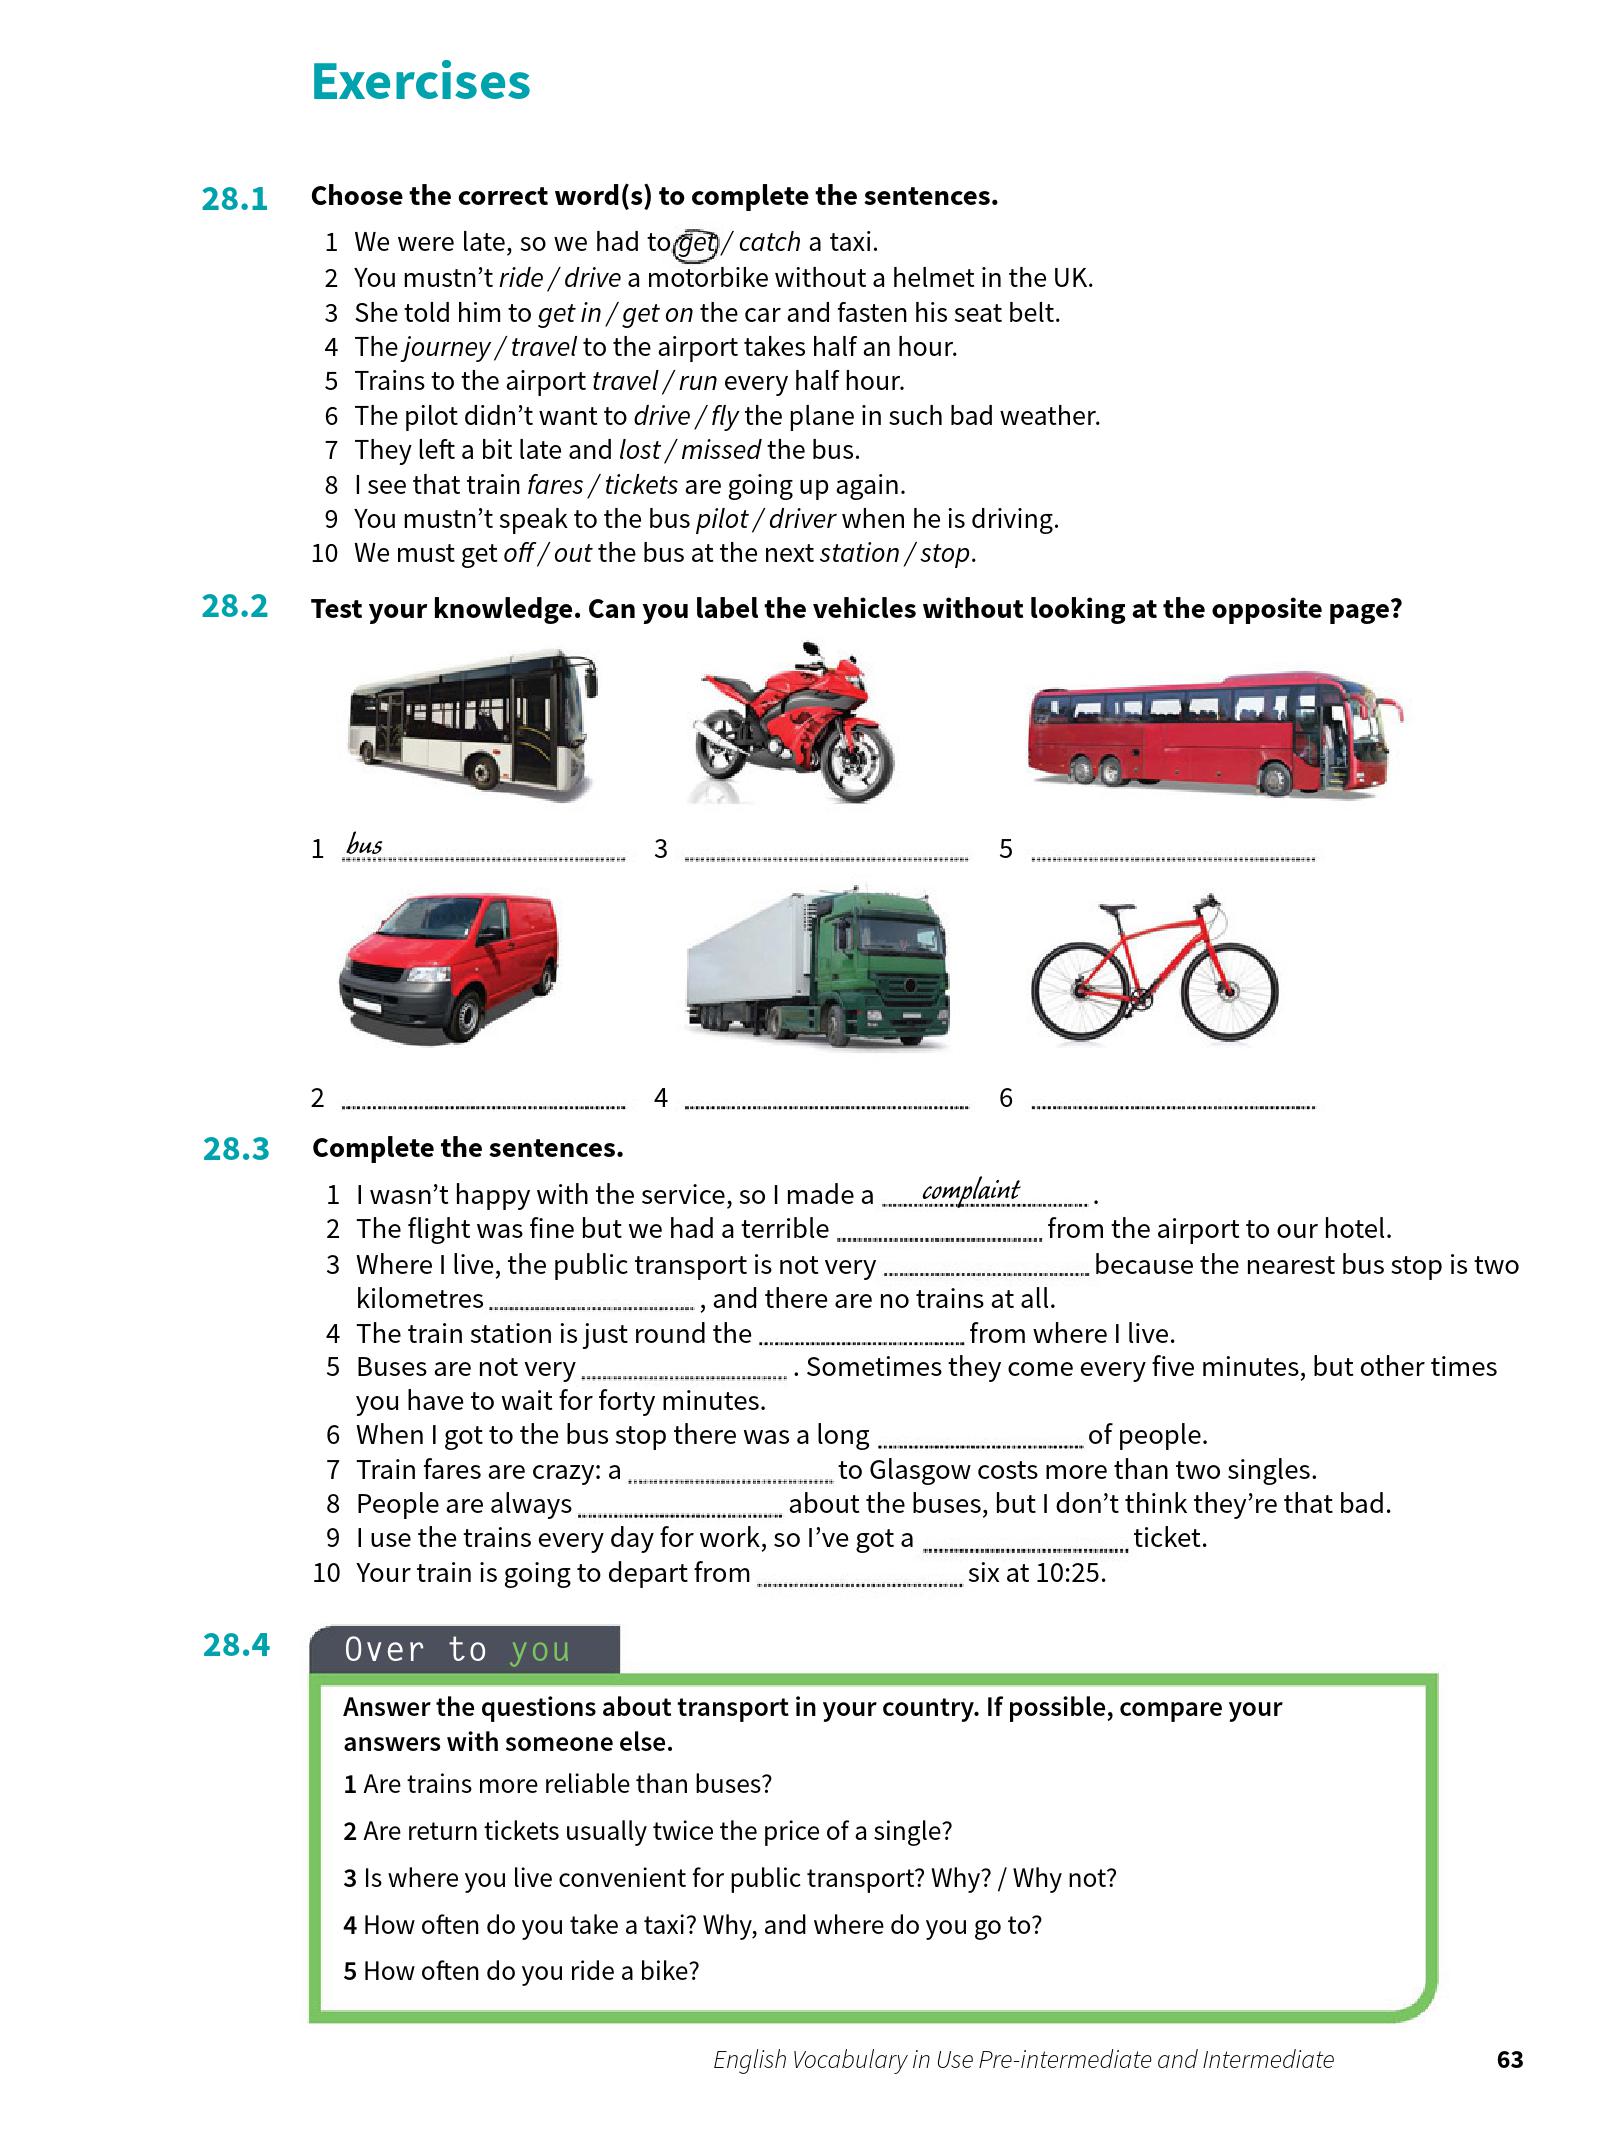 Exercises
28.1 Choose the correct word(s) to complete the sentences.
1 We were late, so we had to get / catch a taxi.
2 You mustn’t ride / drive a motorbike without a helmet in the UK.
3 She told him to get in / get on the car and fasten his seat belt.
4 The journey / travel to the airport takes half an hour.
5 Trains to the airport travel / run every half hour.
6 The pilot didn’t want to drive / fly the plane in such bad weather.
7 They left a bit late and lost / missed the bus.
8 I see that train fares / tickets are going up again.
9 You mustn’t speak to the bus pilot / driver when he is driving.
10 We must get off / out the bus at the next station / stop.
28.2 Test your knowledge. Can you label the vehicles without looking at the opposite page?
1 bus 3 5
2 4 6
28.3 Complete the sentences.
1 I wasn’t happy with the service, so I made a complaint .
2 The flight was fine but we had a terrible from the airport to our hotel.
3 Where I live, the public transport is not very because the nearest bus stop is two
kilometres , and there are no trains at all.
4 The train station is just round the from where I live.
5 Buses are not very . Sometimes they come every five minutes, but other times
you have to wait for forty minutes.
6 When I got to the bus stop there was a long of people.
7 Train fares are crazy: a to Glasgow costs more than two singles.
8 People are always about the buses, but I don’t think they’re that bad.
9 I use the trains every day for work, so I’ve got a ticket.
10 Your train is going to depart from six at 10:25.
28.4 Over to you
Answer the questions about transport in your country. If possible, compare your
answers with someone else.
1 Are trains more reliable than buses?
2 Are return tickets usually twice the price of a single?
3 Is where you live convenient for public transport? Why? / Why not?
4 How often do you take a taxi? Why, and where do you go to?
5 How often do you ride a bike?
English Vocabulary in Use Pre-intermediate and Intermediate 63